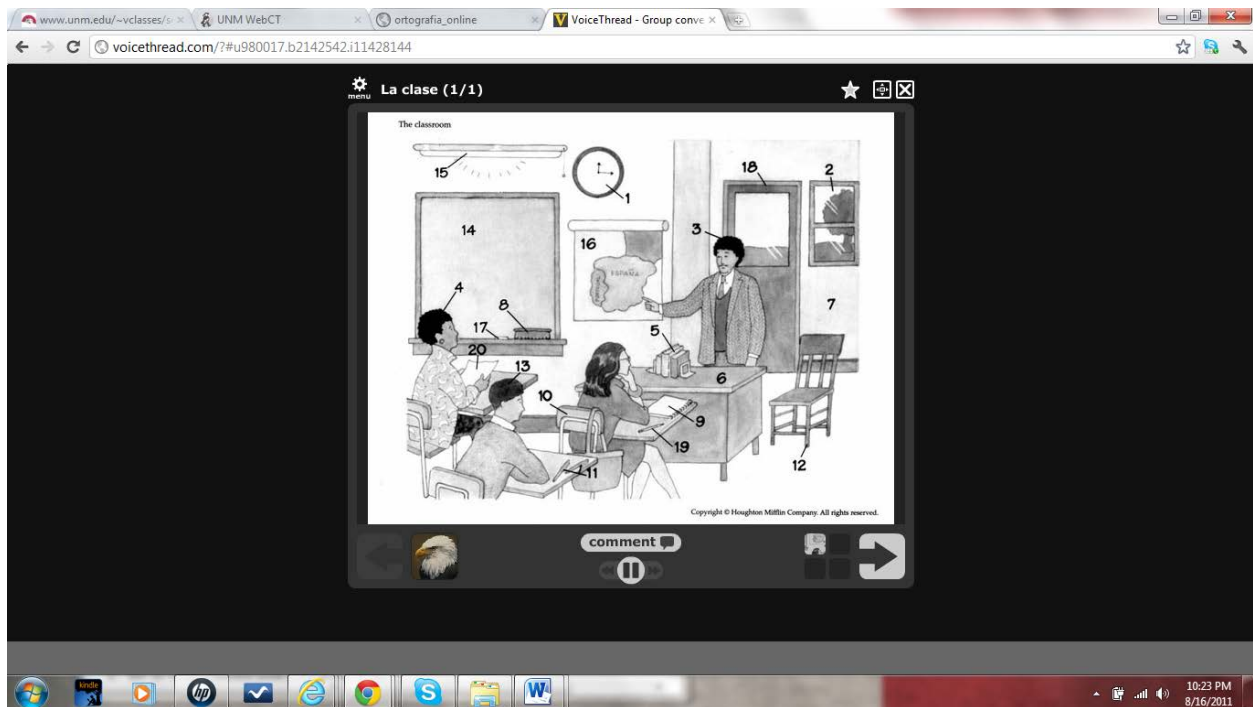 www.unm.edu/~vclasses/s
UNM WebCT
ortografia_online
VoiceThread - Group conve
voicethread.com/?#u980017.b2142542.i11428144
menu
La clase (1/1)
The classroom
15
1
18
2
14
16
3
ESPAÑA
4
8
7
17
5
20
13
6
10
9
19
11
12
Copyright © Houghton Mifflin Company. All rights reserved.
comment
kindle
hp
S
W
10:23 PM
8/16/2011